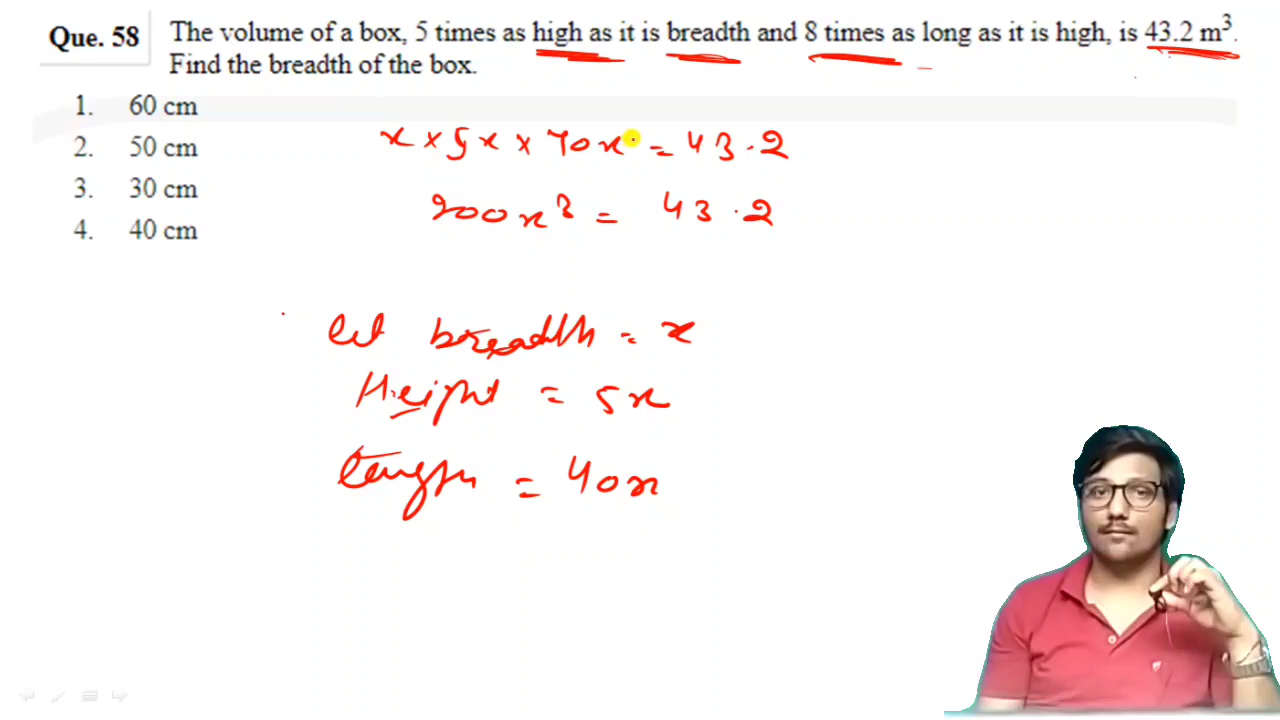 Que. 58
The volume of a box, 5 times as high as it is breadth and 8 times as long as it is high, is 43.2 m³.
Find the breadth of the box.
1. 60 cm
2. 50 cm
3. 30 cm
4. 40 cm
x × 5x × 40x = 43.2
200x³ = 43.2
let breadth = x
Height = 5x
length = 40x